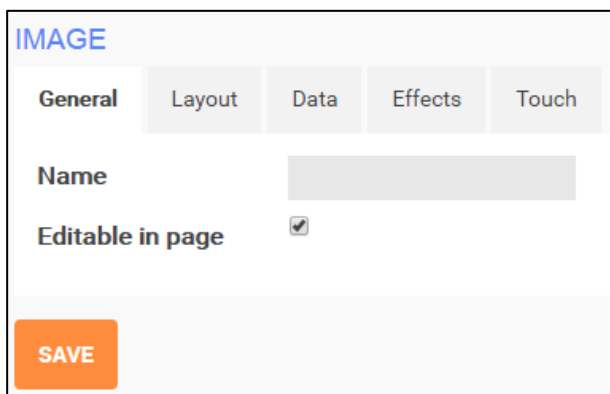 IMAGE
General Layout Data Effects Touch
Name
Editable in page
SAVE